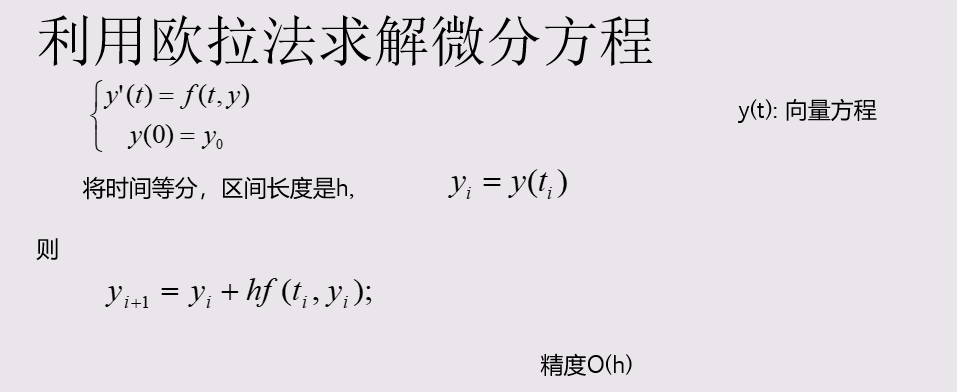 利用欧拉法求解微分方程
y'(t) = f(t, y)
y(0) = y₀
y(t): 向量方程
将时间等分，区间长度是h, yᵢ = y(tᵢ)
则
yᵢ₊₁ = yᵢ + hf (tᵢ, yᵢ);
精度O(h)